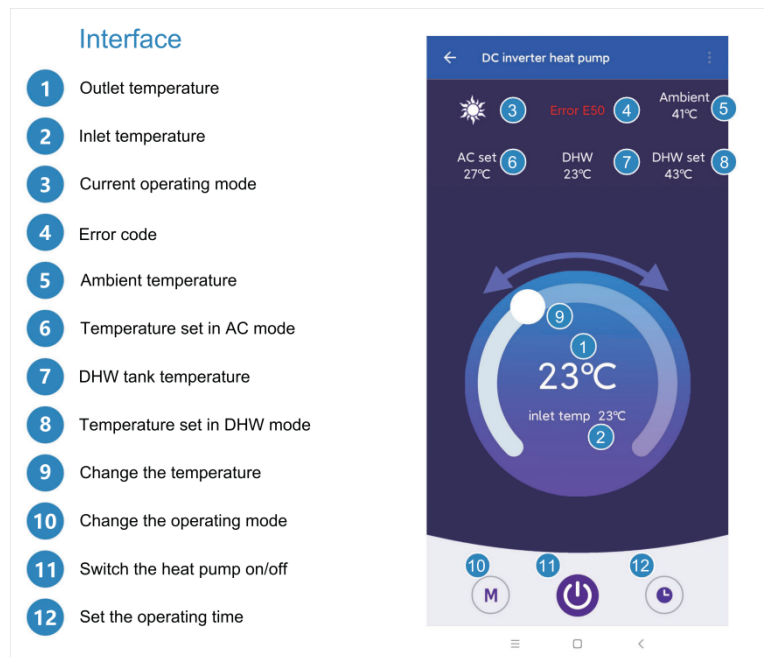 Interface
1 Outlet temperature
2 Inlet temperature
3 Current operating mode
4 Error code
5 Ambient temperature
6 Temperature set in AC mode
7 DHW tank temperature
8 Temperature set in DHW mode
9 Change the temperature
10 Change the operating mode
11 Switch the heat pump on/off
12 Set the operating time
DC inverter heat pump
3 Error E50 4
Ambient
41℃ 5
AC set
27℃ 6
DHW
23℃ 7
DHW set
43℃ 8
9
1
23℃
inlet temp 23℃
2
10 11 12
M